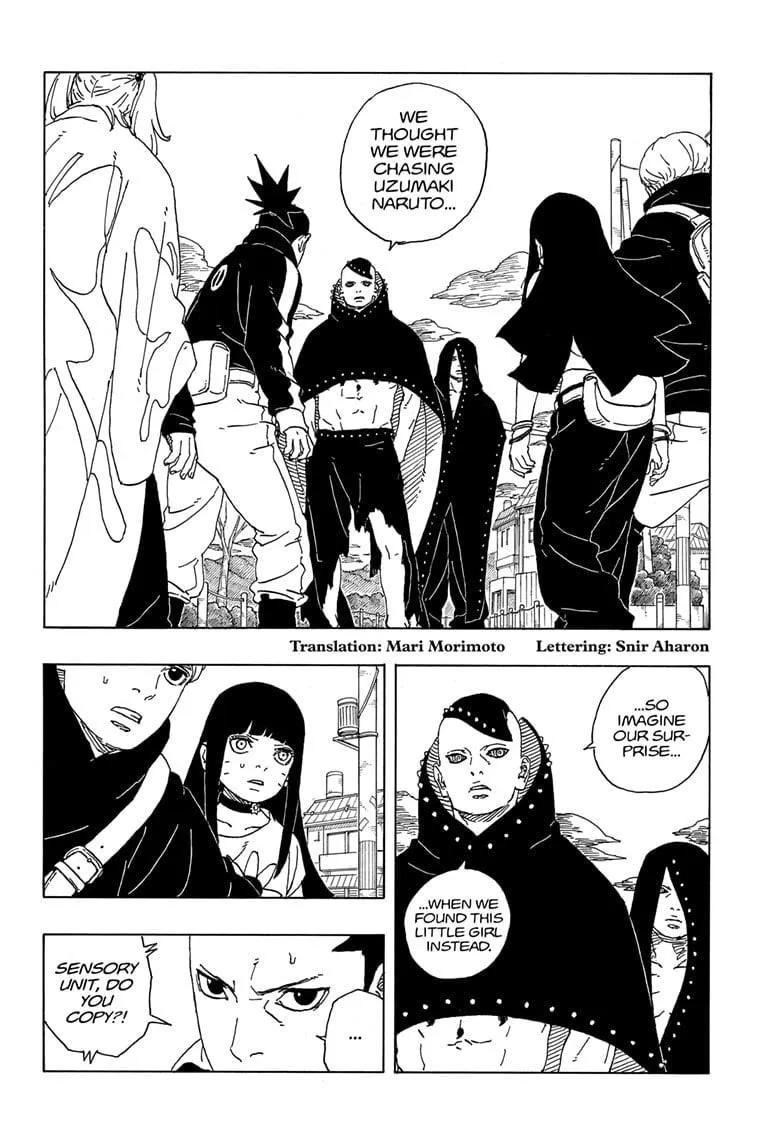 WE
THOUGHT
WE WERE
CHASING
UZUMAKI
NARUTO...
Translation: Mari Morimoto Lettering: Snir Aharon
...SO
IMAGINE
OUR SUR-
PRISE...
...WHEN WE
FOUND THIS
LITTLE GIRL
INSTEAD.
SENSORY
UNIT, DO
YOU
COPY?!
...